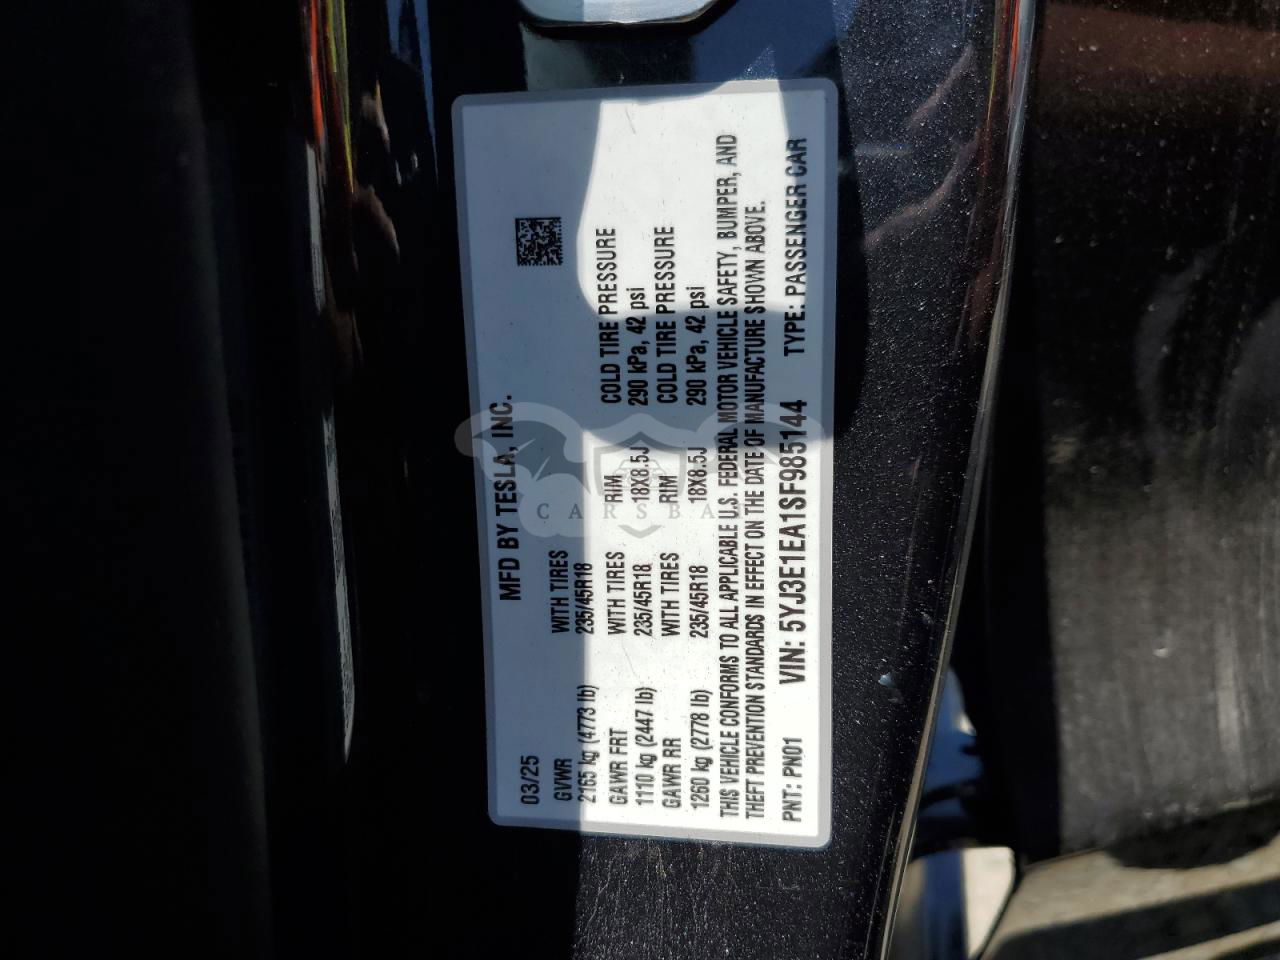 MFD BY TESLA, INC.
03/25
GVWR WITH TIRES
2165 kg (4773 lb) 235/45R18
GAWR FRT WITH TIRES RIM COLD TIRE PRESSURE
1110 kg (2447 lb) 235/45R18 18X8.5J 290 kPa, 42 psi
GAWR RR WITH TIRES RIM COLD TIRE PRESSURE
1260 kg (2778 lb) 235/45R18 18X8.5J 290 kPa, 42 psi
THIS VEHICLE CONFORMS TO ALL APPLICABLE U.S. FEDERAL MOTOR VEHICLE SAFETY, BUMPER, AND
THEFT PREVENTION STANDARDS IN EFFECT ON THE DATE OF MANUFACTURE SHOWN ABOVE.
PNT: PN01 VIN: 5YJ3E1EA1SF985144 TYPE: PASSENGER CAR